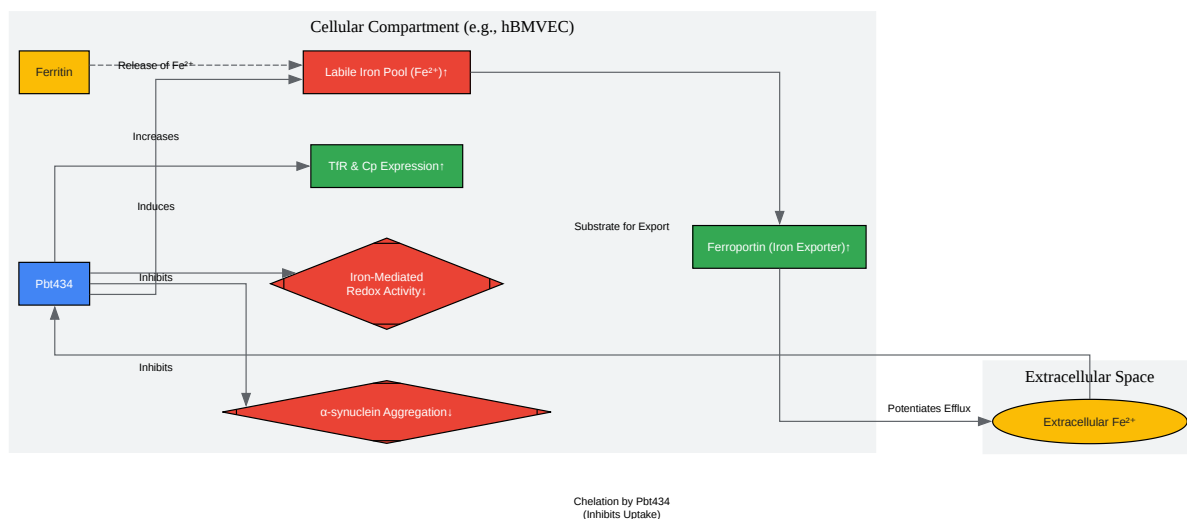 Cellular Compartment (e.g., hBMVEC)
Ferritin
Release of Fe²⁺
Labile Iron Pool (Fe²⁺)↑
Increases
TfR & Cp Expression↑
Induces
Substrate for Export
Ferroportin (Iron Exporter)↑
Pbt434
Inhibits
Iron-Mediated
Redox Activity↓
Inhibits
Extracellular Space
α-synuclein Aggregation↓
Potentiates Efflux
Extracellular Fe²⁺
Chelation by Pbt434
(Inhibits Uptake)